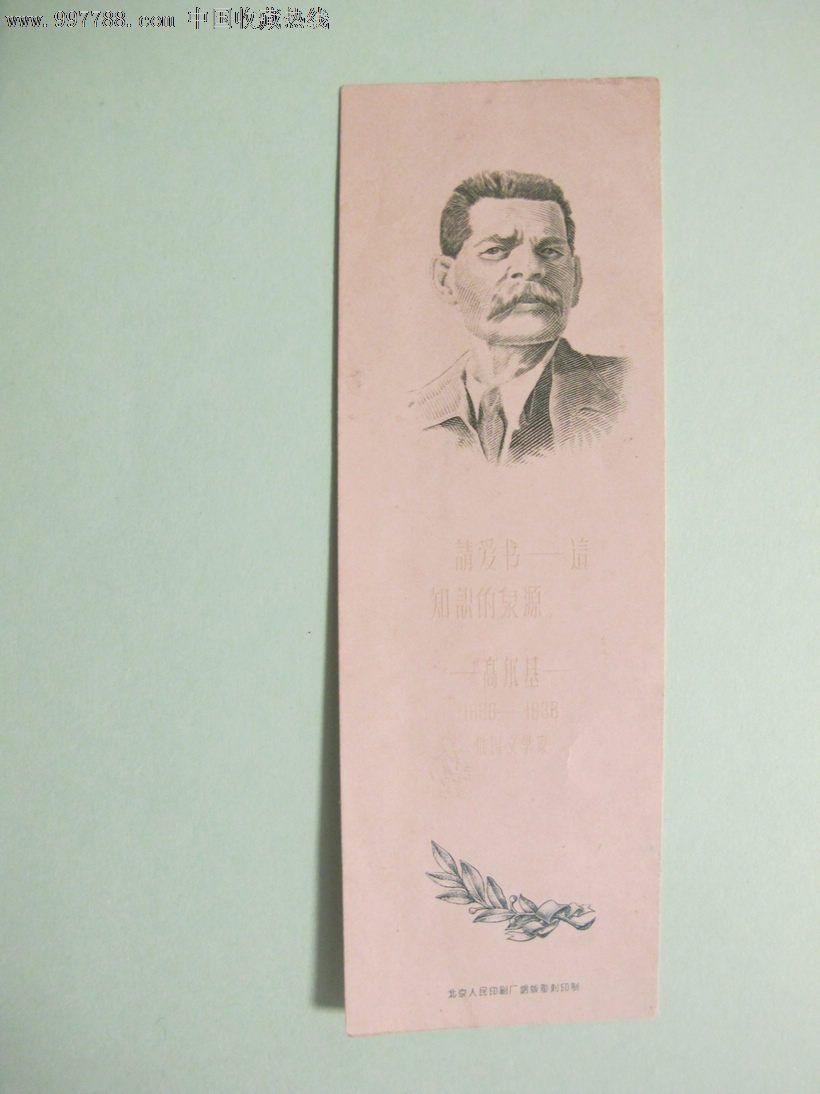 www.997788.com 中国收藏热线
請爱书——這
知識的泉源。
——高尔基——
1868——1936
俄国文学家
北京人民印刷厂鋼版彫刻印制